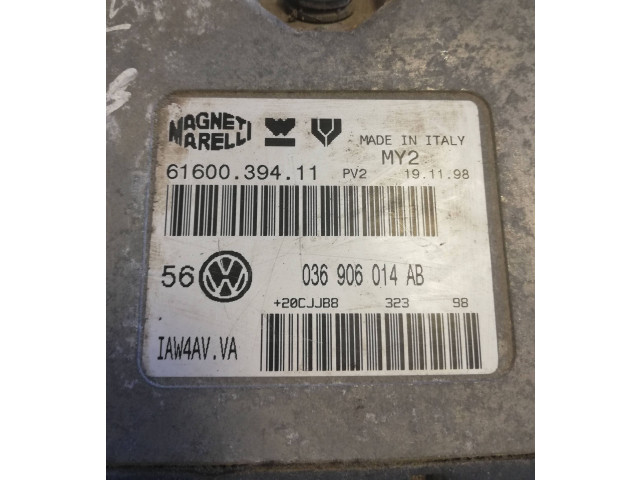 MAGNETI
MARELLI
MADE IN ITALY
MY2
61600.394.11 PV2 19.11.98
56 VW 036 906 014 AB
+20CJJB8 323 98
IAW4AV.VA